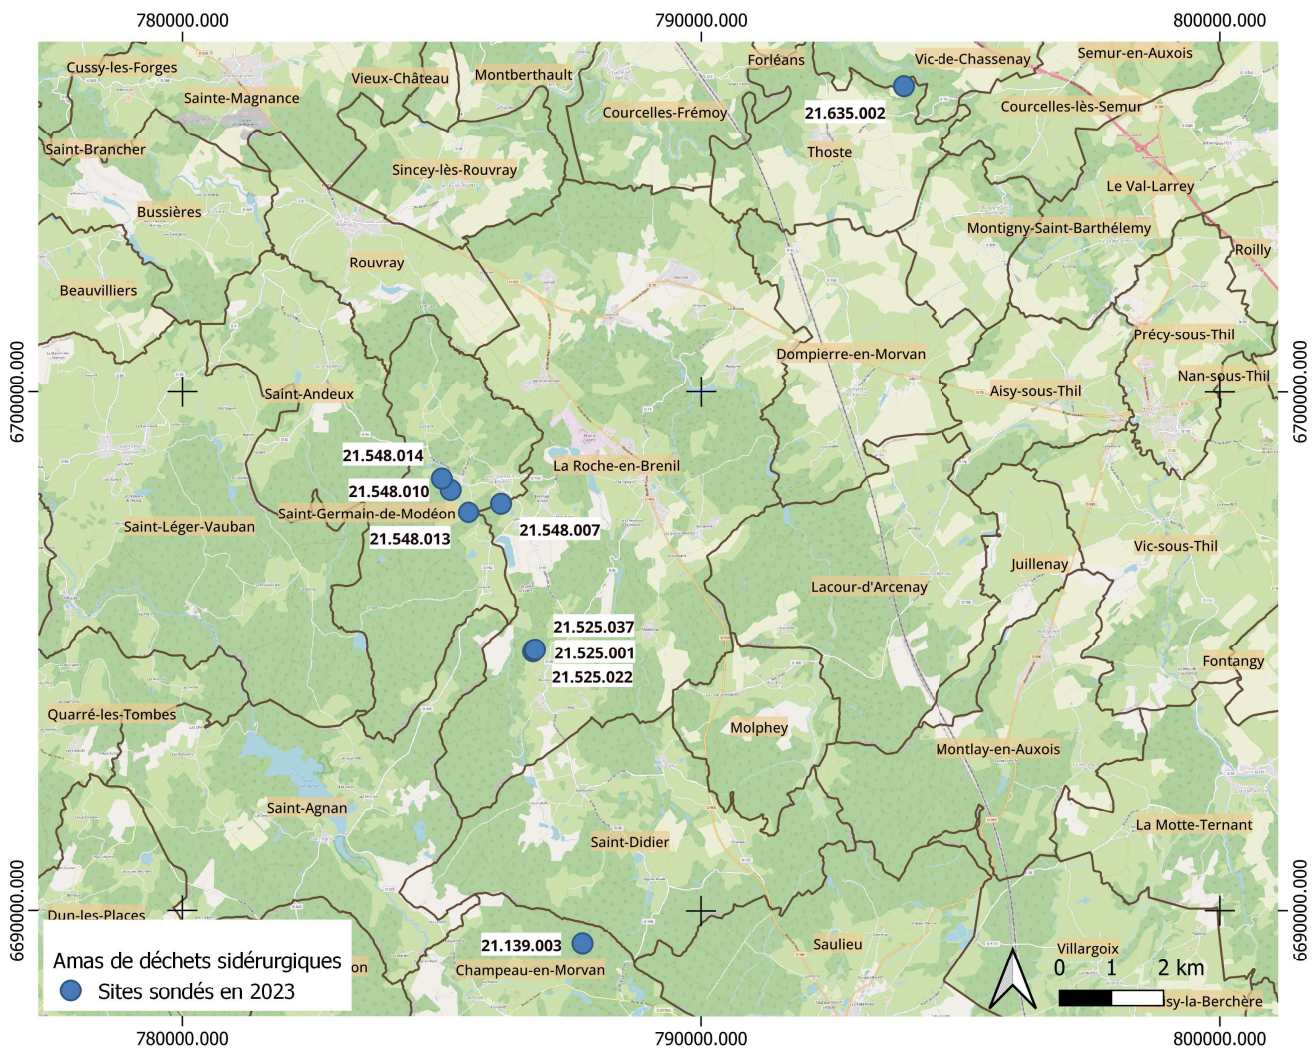 780000.000
790000.000
800000.000
Cussy-les-Forges
Sainte-Magnance
Vieux-Château
Montberthault
Forléans
Vic-de-Chassenay
Semur-en-Auxois
Courcelles-Frémoy
21.635.002
Courcelles-lès-Semur
Saint-Brancher
Thoste
Sincey-lès-Rouvray
Le Val-Larrey
Bussières
Montigny-Saint-Barthélemy
Roilly
Rouvray
Beauvilliers
Précy-sous-Thil
Dompierre-en-Morvan
Nan-sous-Thil
6700000.000
6700000.000
Saint-Andeux
Aisy-sous-Thil
21.548.014
La Roche-en-Brenil
21.548.010
Saint-Germain-de-Modéon
Saint-Léger-Vauban
21.548.007
21.548.013
Vic-sous-Thil
Juillenay
Lacour-d'Arcenay
21.525.037
21.525.001
21.525.022
Fontangy
Quarré-les-Tombes
Molphey
Montlay-en-Auxois
Saint-Agnan
La Motte-Ternant
Saint-Didier
6690000.000
6690000.000
Dun-les-Places
21.139.003
Saulieu
Villargoix
Champeau-en-Morvan
on
Amas de déchets sidérurgiques
Sites sondés en 2023
0 1 2 km
sy-la-Berchère
780000.000
790000.000
800000.000